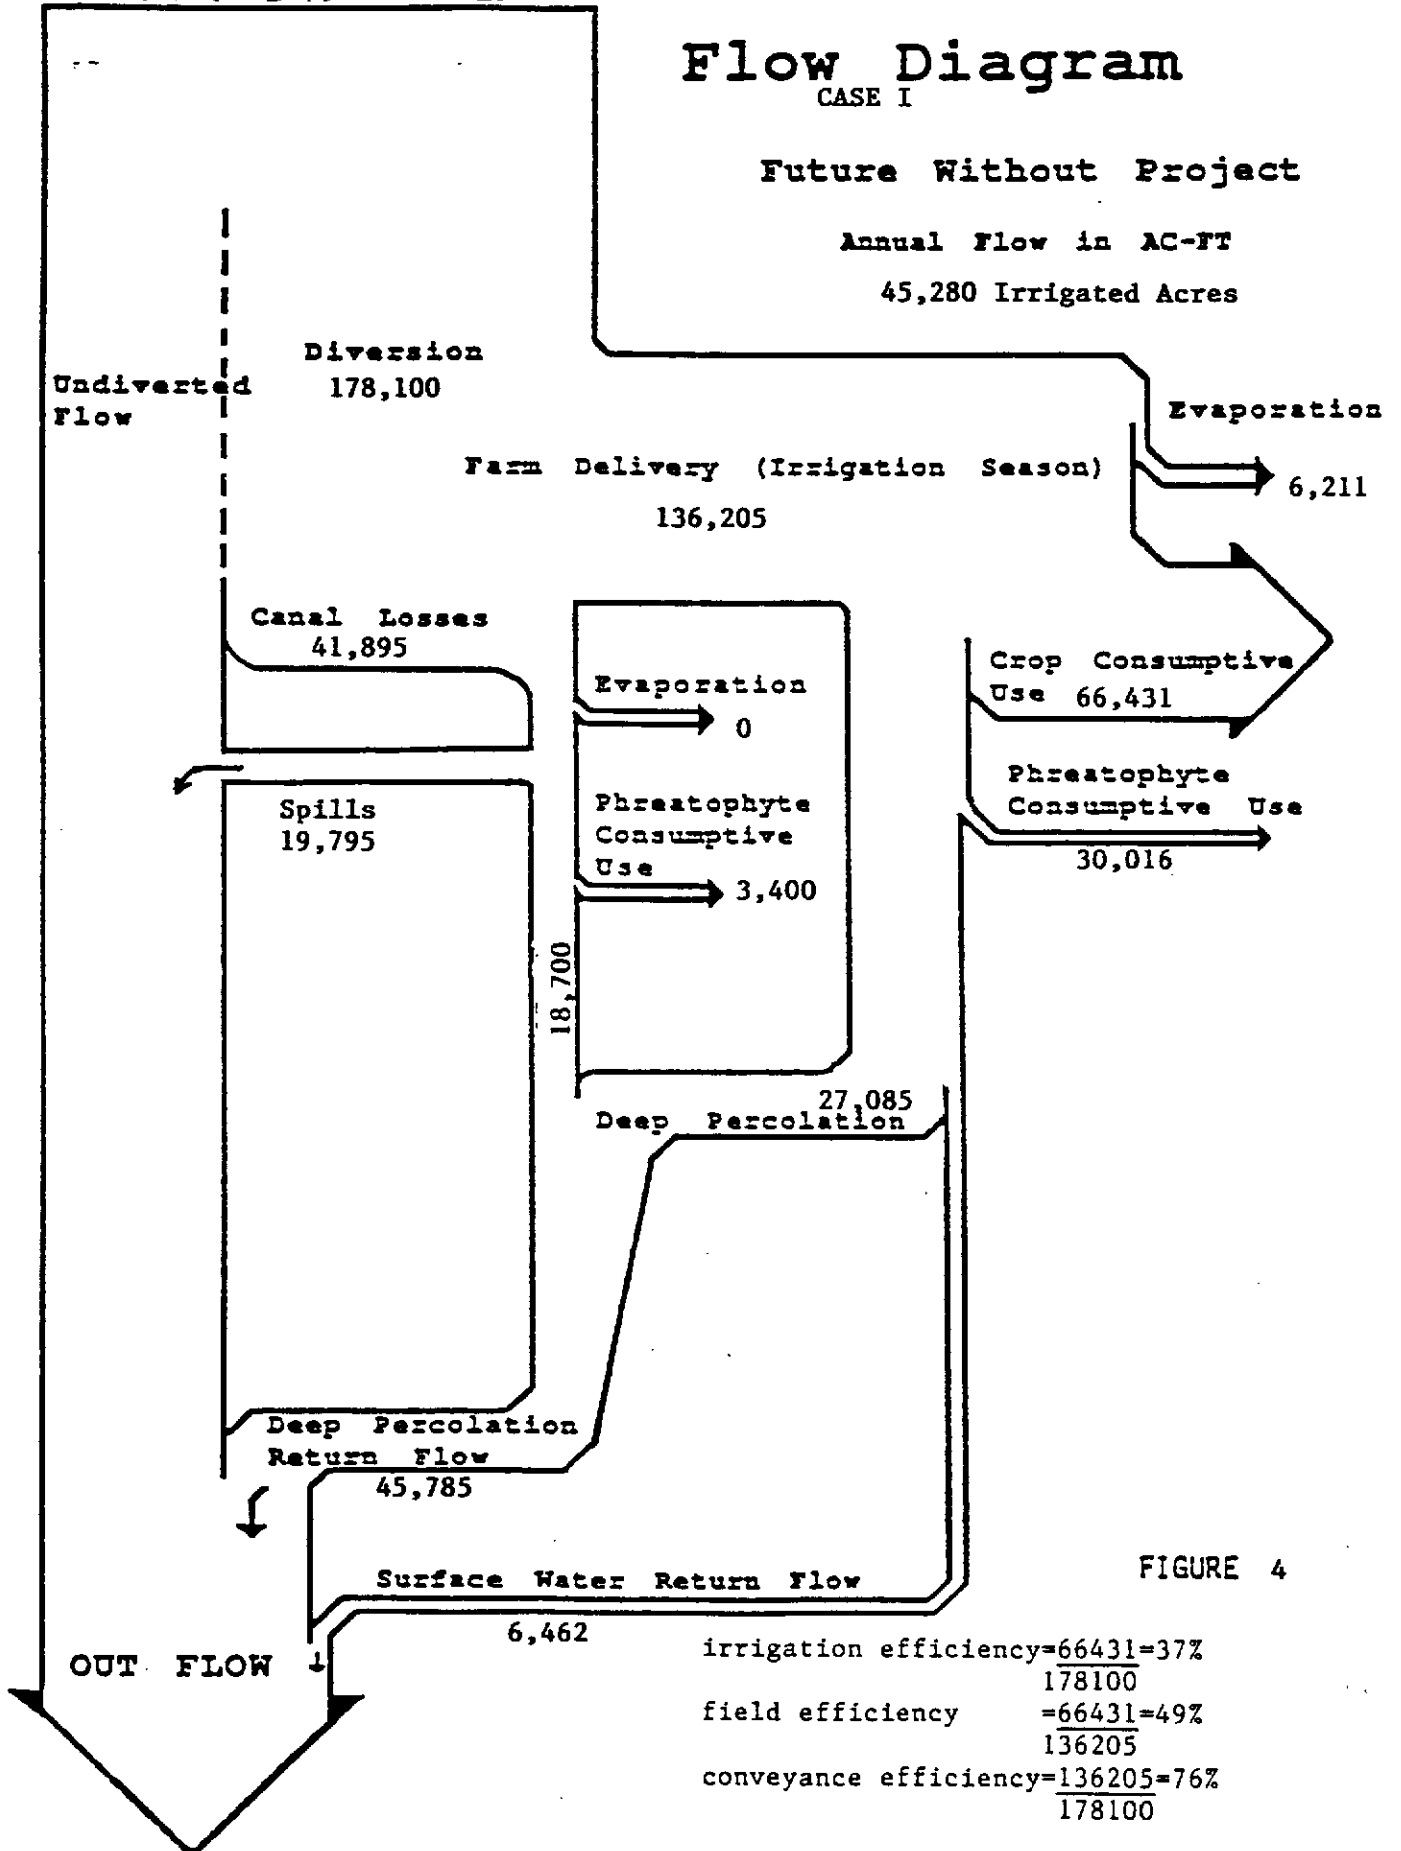 Flow Diagram
CASE I
Future Without Project
Annual Flow in AC-FT
45,280 Irrigated Acres
Diversion
178,100
Undiverted
Flow
Evaporation
6,211
Farm Delivery (Irrigation Season)
136,205
Canal Losses
41,895
Evaporation
0
Crop Consumptive
Use 66,431
Phreatophyte
Consumptive Use
30,016
Spills
19,795
Phreatophyte
Consumptive
Use
3,400
18,700
27,085
Deep Percolation
Deep Percolation
Return Flow
45,785
Surface Water Return Flow
6,462
FIGURE 4
OUT FLOW
irrigation efficiency=66431=37%
178100
field efficiency =66431=49%
136205
conveyance efficiency=136205=76%
178100